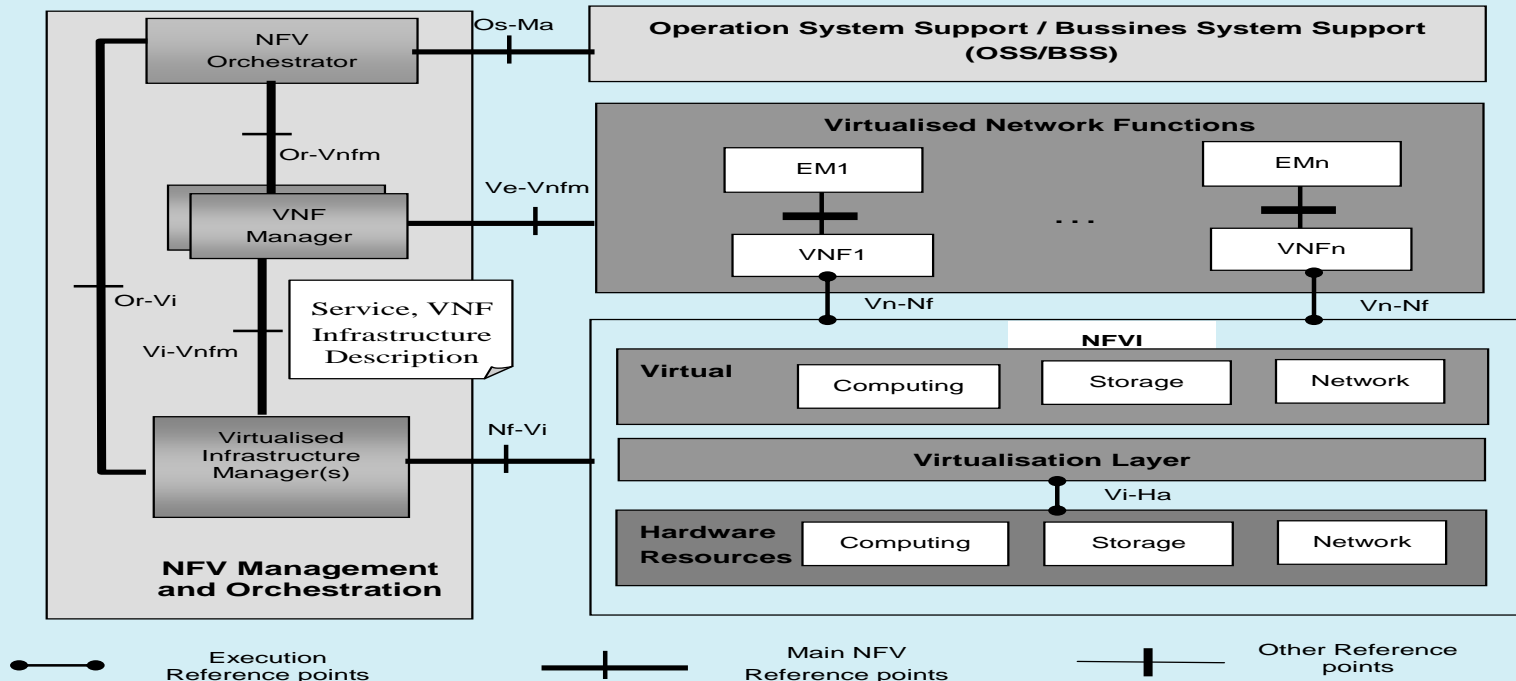 NFV
Orchestrator
Os-Ma
Operation System Support / Bussines System Support
(OSS/BSS)
Or-Vnfm
Virtualised Network Functions
EM1
EMn
Ve-Vnfm
VNF
Manager
. . .
VNF1
VNFn
Or-Vi
Service, VNF
Infrastructure
Description
Vn-Nf
Vn-Nf
Vi-Vnfm
NFVI
Virtual
Computing
Storage
Network
Virtualised
Infrastructure
Manager(s)
Nf-Vi
Virtualisation Layer
Vi-Ha
Hardware
Resources
Computing
Storage
Network
NFV Management
and Orchestration
Execution
Reference points
Main NFV
Reference points
Other Reference
points